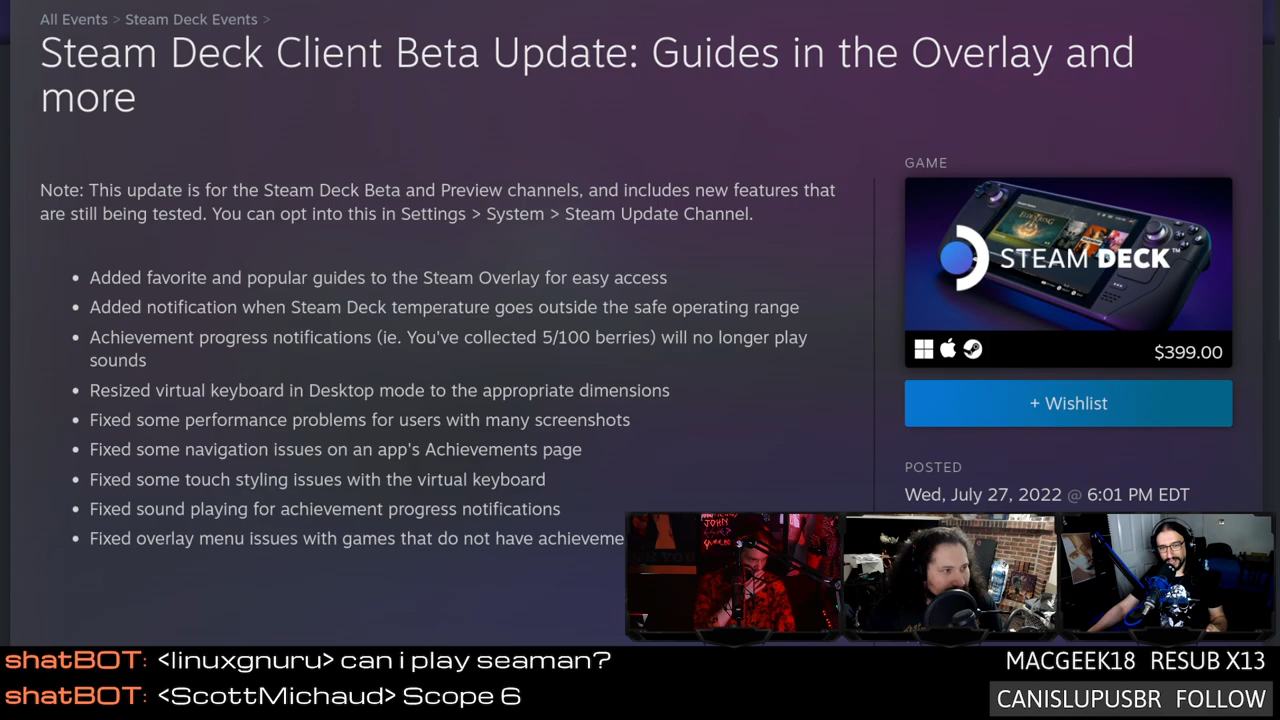 All Events > Steam Deck Events >
Steam Deck Client Beta Update: Guides in the Overlay and
more
Note: This update is for the Steam Deck Beta and Preview channels, and includes new features that
are still being tested. You can opt into this in Settings > System > Steam Update Channel.
• Added favorite and popular guides to the Steam Overlay for easy access
• Added notification when Steam Deck temperature goes outside the safe operating range
• Achievement progress notifications (ie. You've collected 5/100 berries) will no longer play
sounds
• Resized virtual keyboard in Desktop mode to the appropriate dimensions
• Fixed some performance problems for users with many screenshots
• Fixed some navigation issues on an app's Achievements page
• Fixed some touch styling issues with the virtual keyboard
• Fixed sound playing for achievement progress notifications
• Fixed overlay menu issues with games that do not have achieveme
GAME
STEAM DECK™
$399.00
+ Wishlist
POSTED
Wed, July 27, 2022 @ 6:01 PM EDT
JOHN
shatBOT: <linuxgnuru> can i play seaman?
shatBOT: <ScottMichaud> Scope 6
MACGEEK18 RESUB X13
CANISLUPUSBR FOLLOW